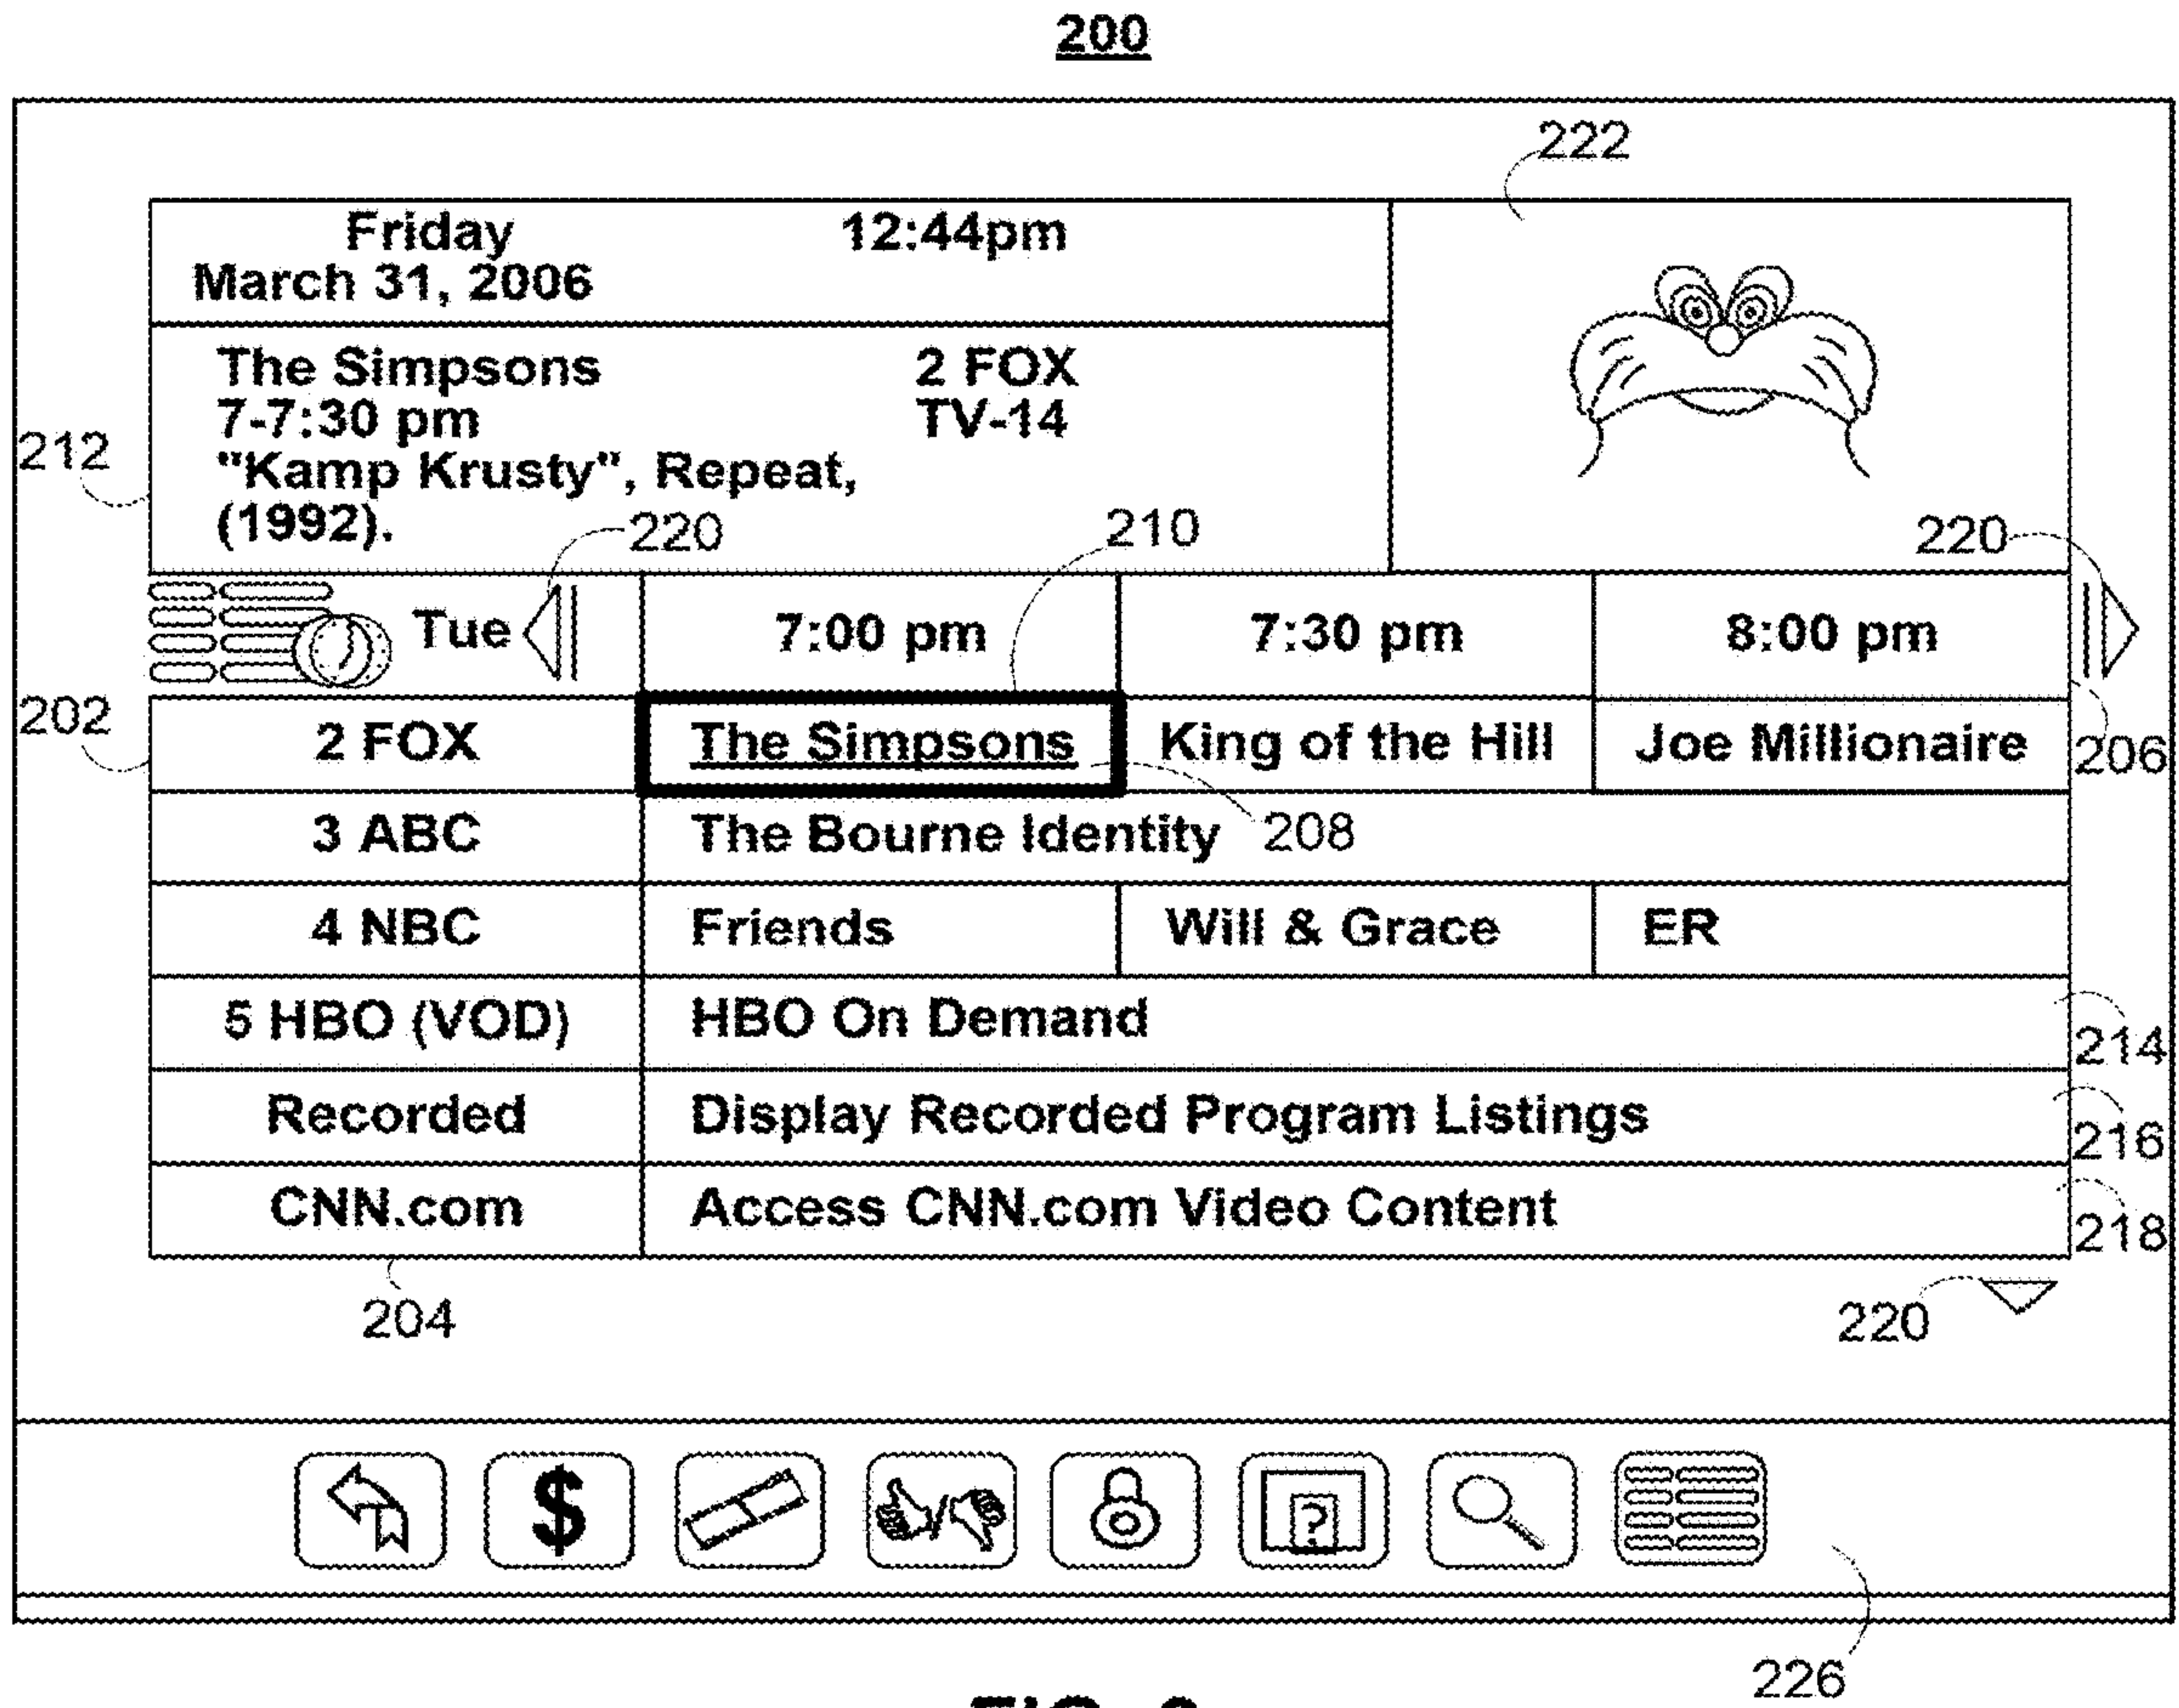 200
222
Friday 12:44pm
March 31, 2006
The Simpsons 2 FOX
7-7:30 pm TV-14
212
"Kamp Krusty", Repeat,
(1992).
220 210 220
Tue 7:00 pm 7:30 pm 8:00 pm
202
2 FOX The Simpsons King of the Hill Joe Millionaire
206
3 ABC The Bourne Identity 208
4 NBC Friends Will & Grace ER
5 HBO (VOD) HBO On Demand
214
Recorded Display Recorded Program Listings
216
CNN.com Access CNN.com Video Content
218
204 220
$ ?
226